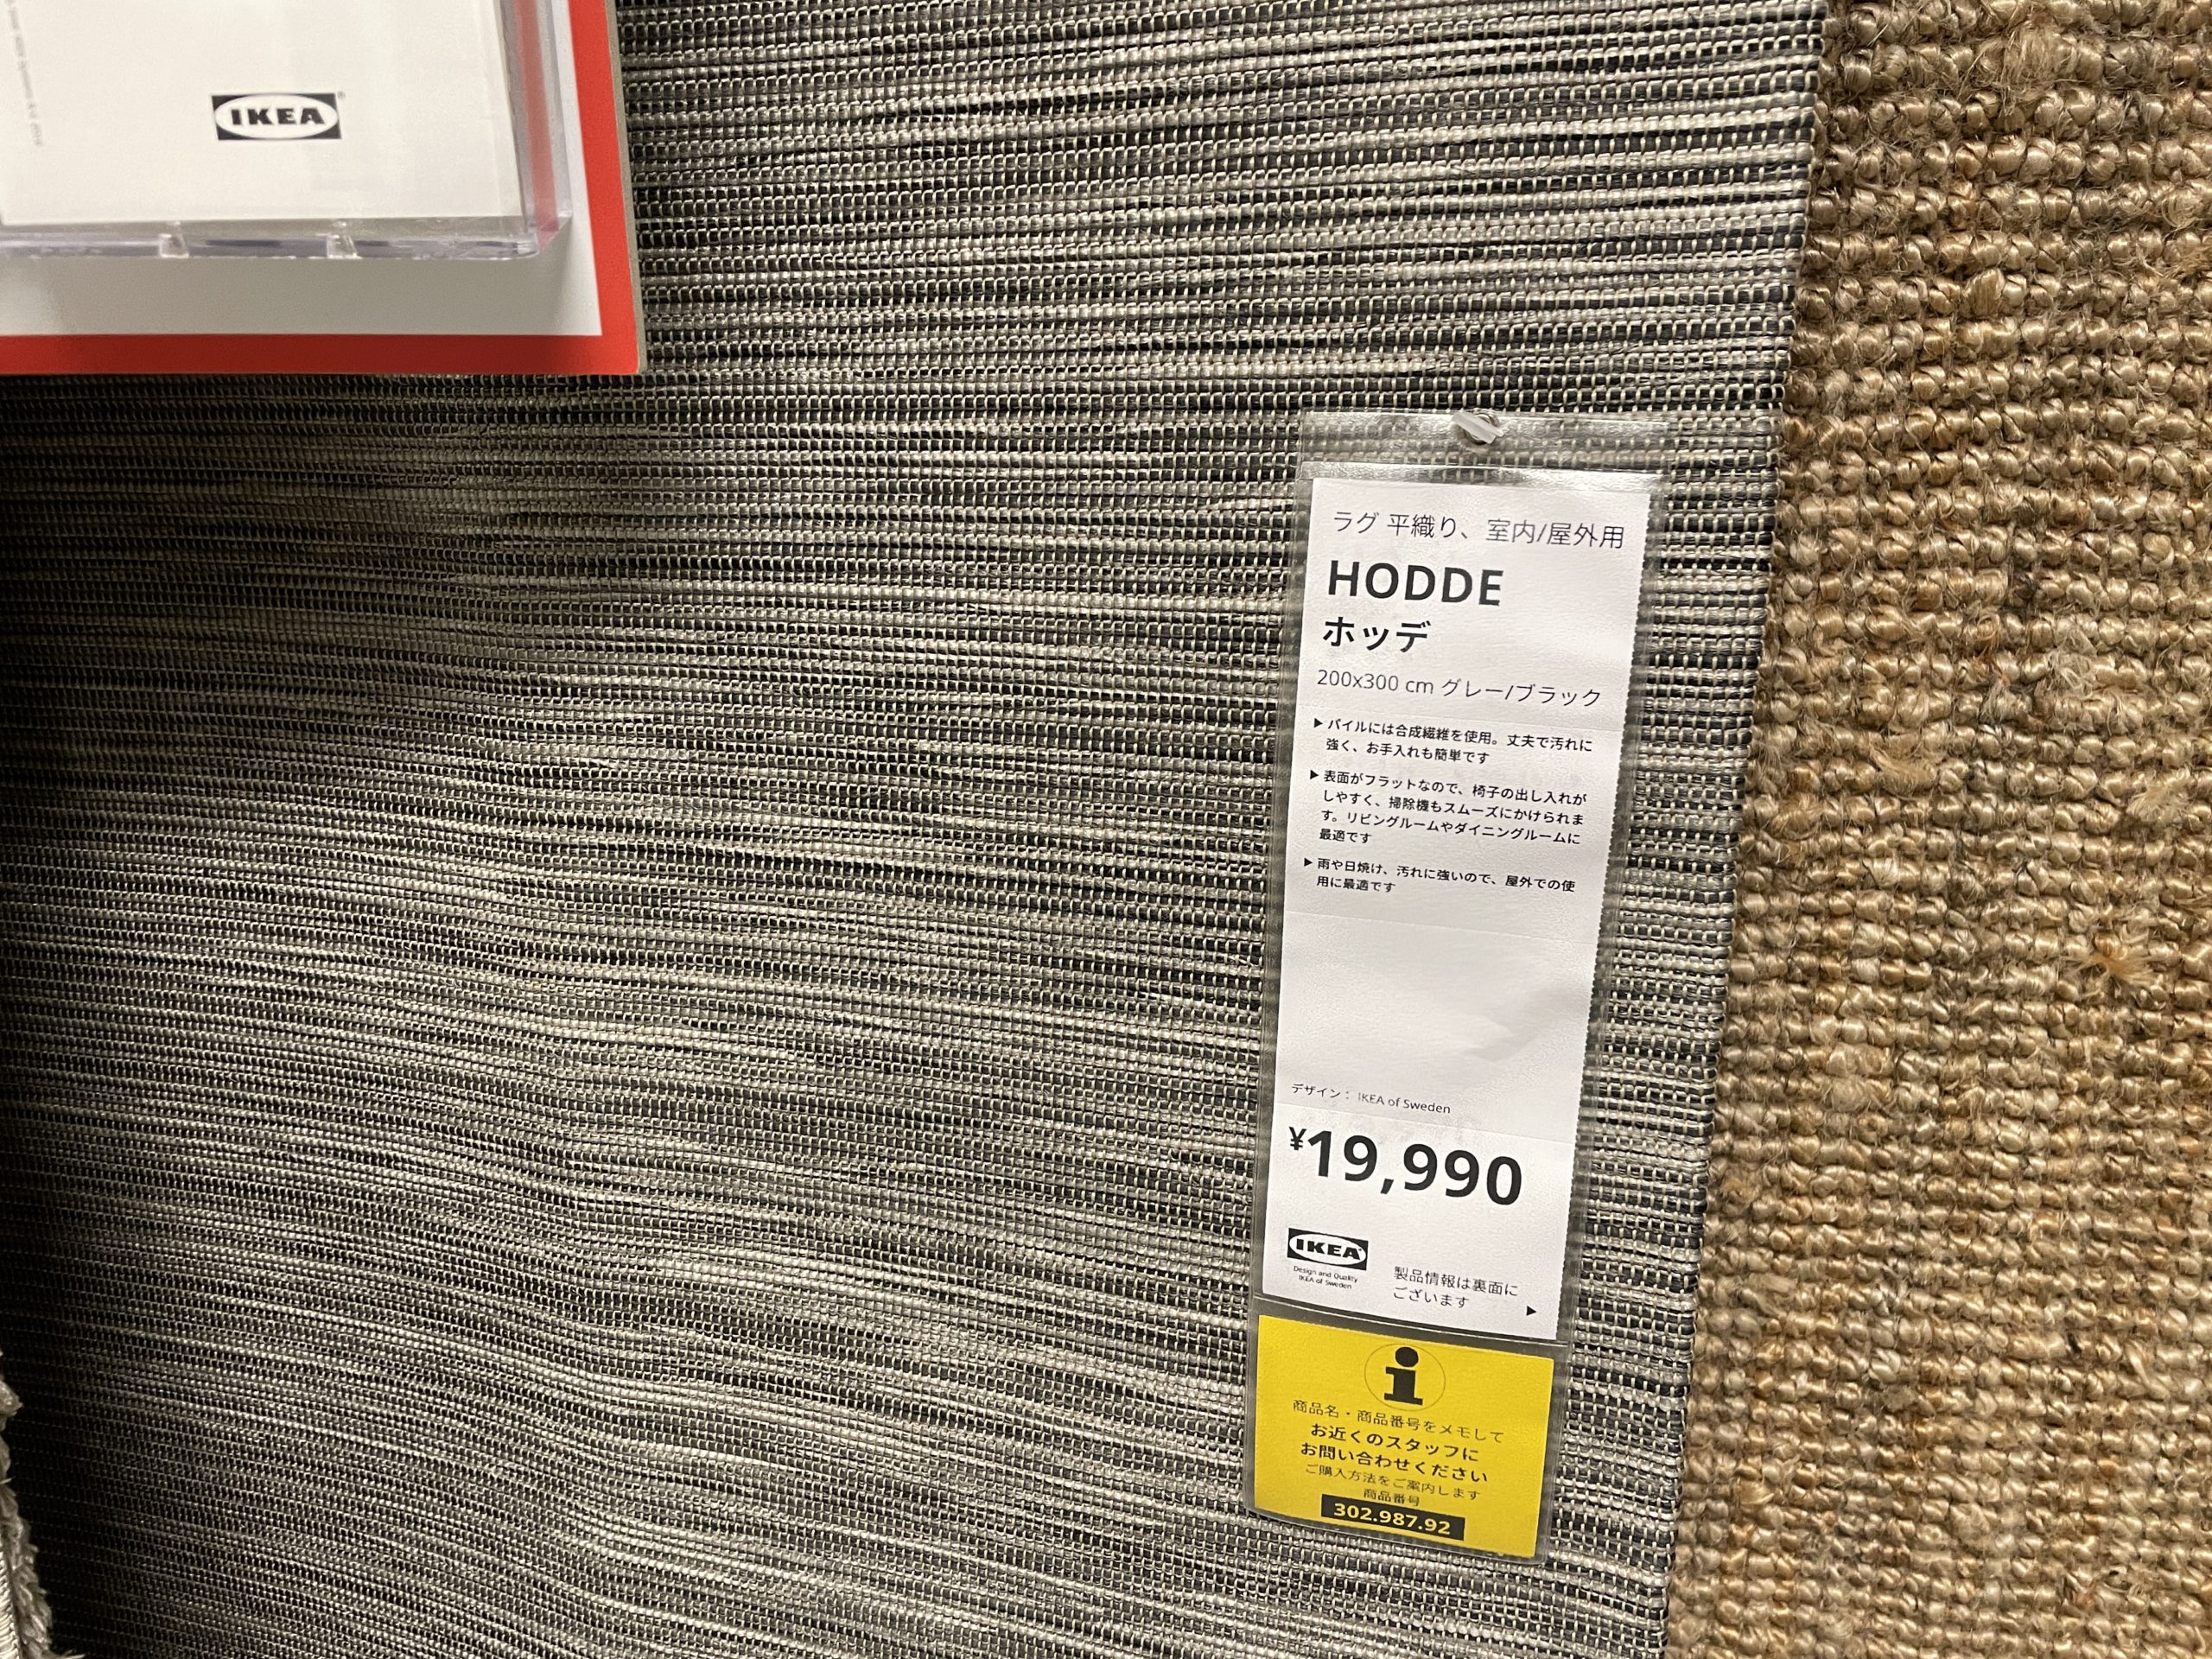 IKEA
ラグ 平織り、室内/屋外用
HODDE
ホッデ
200x300 cm グレー/ブラック
▶ パイルには合成繊維を使用。丈夫で汚れに
強く、お手入れも簡単です
▶ 表面がフラットなので、椅子の出し入れが
しやすく、掃除機もスムーズにかけられま
す。リビングルームやダイニングルームに
最適です
▶ 雨や日焼け、汚れに強いので、屋外での使
用に最適です
デザイン： IKEA of Sweden
¥19,990
IKEA
Design and Quality
IKEA of Sweden
製品情報は裏面に
ございます ▶
i
商品名・商品番号をメモして
お近くのスタッフに
お問い合わせください
ご購入方法をご案内します
商品番号
302.987.92